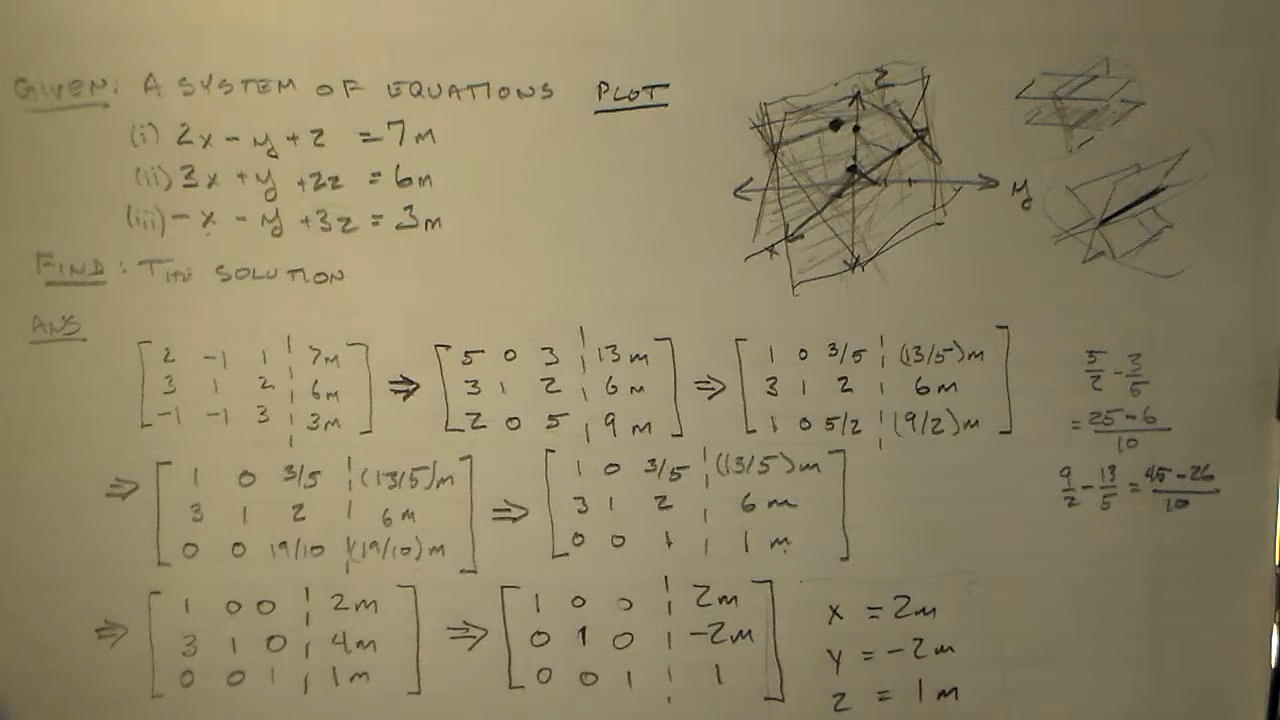 GIVEN: A SYSTEM OF EQUATIONS PLOT
(i) 2x - y + z = 7m
(ii) 3x + y + 2z = 6m
(iii) - x - y + 3z = 3m
FIND: THE SOLUTION
z
y
x
ANS
2 -1 1 | 7m
3 1 2 | 6m
-1 -1 3 | 3m
⇒
5 0 3 | 13m
3 1 2 | 6m
2 0 5 | 9m
⇒
1 0 3/5 | (13/5)m
3 1 2 | 6m
1 0 5/2 | (9/2)m
5/2 - 3/5
= 25-6/10
9/2 - 13/5 = 45-26/10
⇒
1 0 3/5 | (13/5)m
3 1 2 | 6m
0 0 19/10 | (19/10)m
⇒
1 0 3/5 | (13/5)m
3 1 2 | 6m
0 0 1 | 1m
⇒
1 0 0 | 2m
3 1 0 | 4m
0 0 1 | 1m
⇒
1 0 0 | 2m
0 1 0 | -2m
0 0 1 | 1
x = 2m
y = -2m
z = 1m